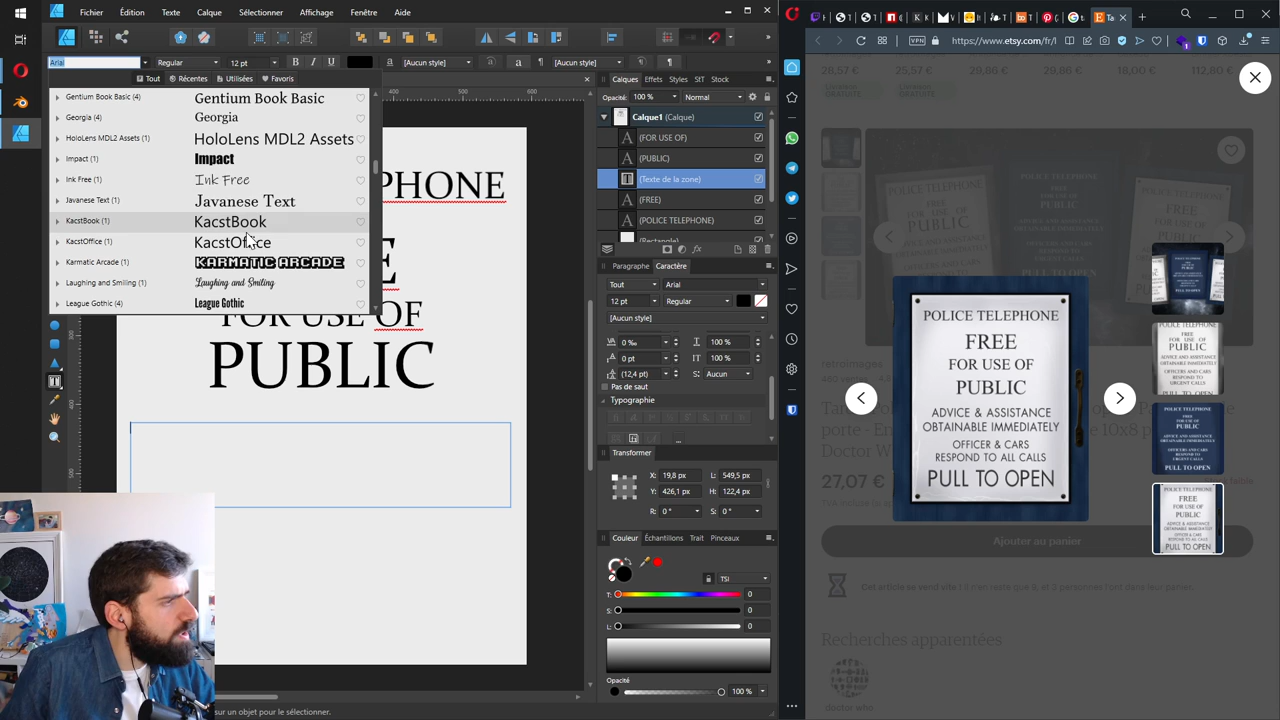 Fichier
Édition
Texte
Calque
Sélectionner
Affichage
Fenêtre
Aide
Arial
Regular
12 pt
B I U
[Aucun style]
a
[Aucun style]
Tout
Récentes
Utilisées
Favoris
400
500
600
Gentium Book Basic (4) Gentium Book Basic
Georgia (4) Georgia
HoloLens MDL2 Assets (1) HoloLens MDL2 Assets
Impact (1) Impact
Ink Free (1) Ink Free
Javanese Text (1) Javanese Text
KacstBook (1) KacstBook
KacstOffice (1) KacstOffice
Karmatic Arcade (1) KARMATIC ARCADE
Laughing and Smiling (1) Laughing and Smiling
League Gothic (4) League Gothic
PHONE
E
FOR USE OF
PUBLIC
Calques
Effets
Styles
STI
Stock
Opacité: 100 %
Normal
Calque1 (Calque)
(FOR USE OF)
(PUBLIC)
(Texte de la zone)
(FREE)
(POLICE TELEPHONE)
(Rectangle)
Paragraphe
Caractère
Tout
Arial
12 pt
Regular
[Aucun style]
0 ‰
100 %
0 pt
100 %
(12,4 pt)
Aucun
Pas de saut
Typographie
...
Transformer
X: 19,8 px
L: 549,5 px
Y: 426,1 px
H: 122,4 px
R: 0 °
S: 0 °
Couleur
Échantillons
Trait
Pinceaux
TSI
T: 0
S: 0
L: 0
Opacité
100 %
sur un objet pour le sélectionner.
Ta
VPN
https://www.etsy.com/fr/l
28,57 €
25,57 €
29,86 €
29,86 €
18,00 €
112,80 €
Livraison
GRATUITE
Livraison
GRATUITE
POLICE TELEPHONE
FREE
FOR USE OF
PUBLIC
ADVICE & ASSISTANCE
OBTAINABLE IMMEDIATELY
OFFICER & CARS
RESPOND TO ALL CALLS
PULL TO OPEN
retroimages
27,07 €
Ajouter au panier
Cet article se vend vite !
Recherches apparentées
doctor who